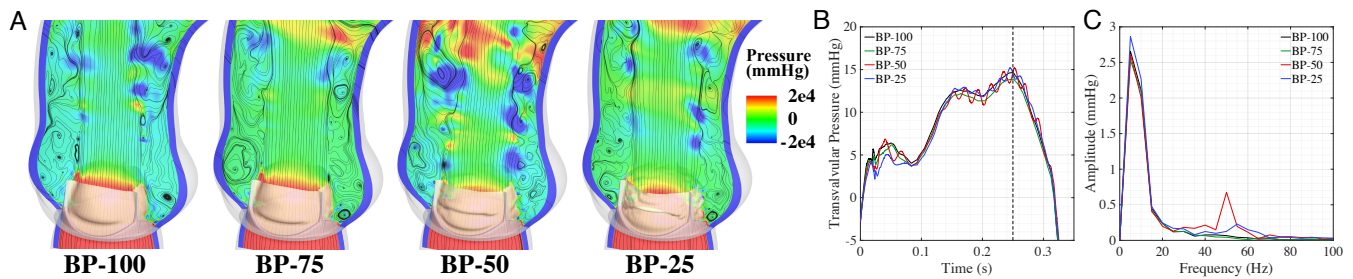 A
Pressure
(mmHg)
2e4
0
-2e4
BP-100
BP-75
BP-50
BP-25
B
Transvalvular Pressure (mmHg)
20
15
10
5
0
-5
BP-100
BP-75
BP-50
BP-25
0
0.1
0.2
0.3
Time (s)
C
Amplitude (mmHg)
3
2.5
2
1.5
1
0.5
0
BP-100
BP-75
BP-50
BP-25
0
20
40
60
80
100
Frequency (Hz)